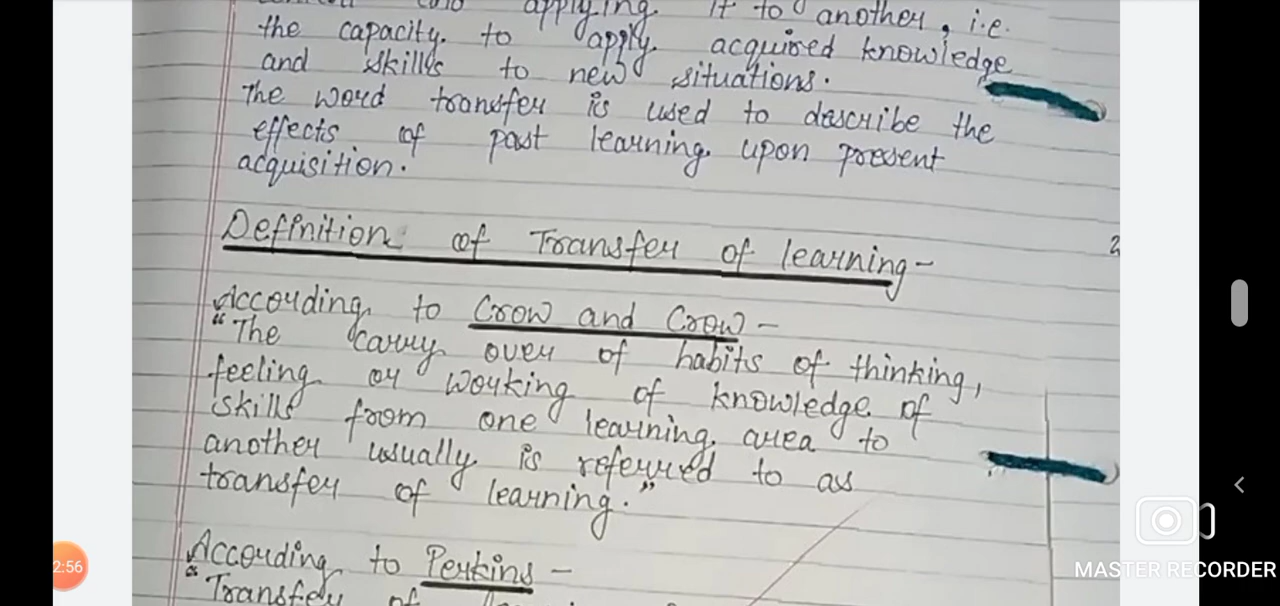 applying it to another, i.e.
the capacity to apply acquired knowledge
and skills to new situations.
The word transfer is used to describe the
effects of past learning upon present
acquisition.
Definition of Transfer of learning-
2
According to Crow and Crow-
"The carry over of habits of thinking,
feeling or working of knowledge of
skills from one learning area to
another usually is referred to as
transfer of learning."
According to Perkins-
"Transfer of
2:56
MASTER RECORDER